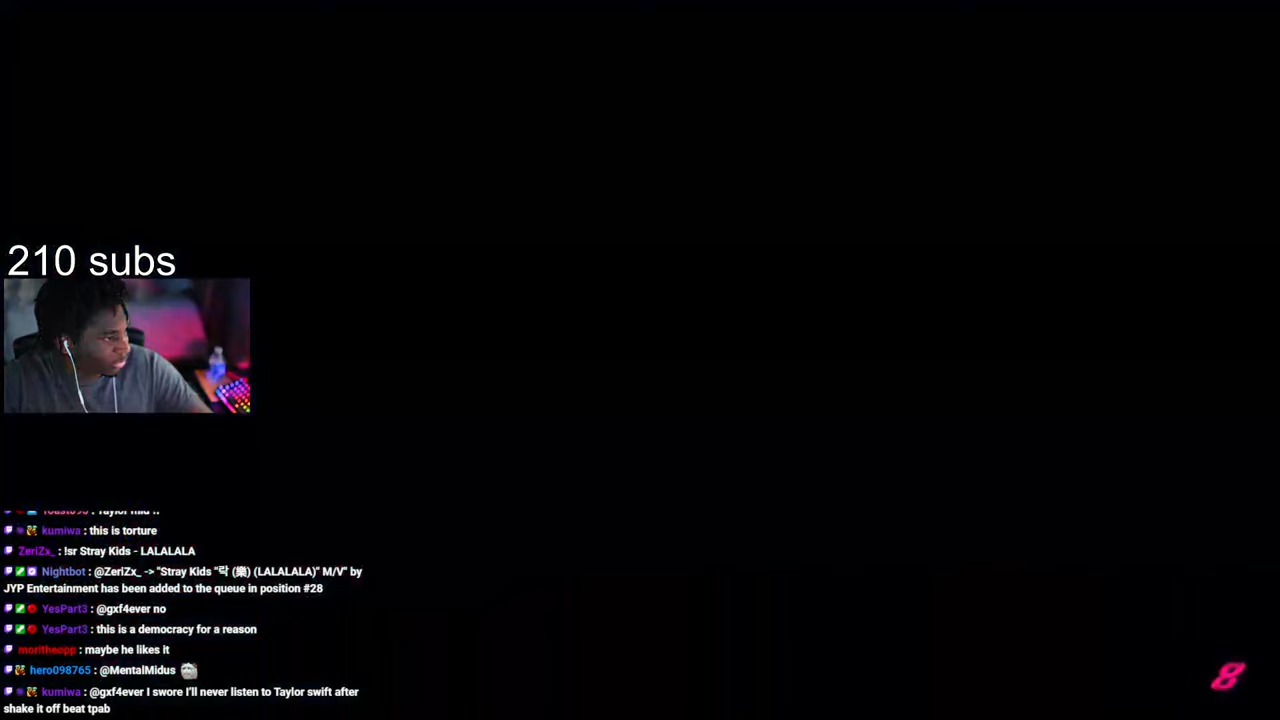 210 subs
kumiwa : this is torture
ZeriZx_ : !sr Stray Kids - LALALALA
Nightbot : @ZeriZx_ -> "Stray Kids "락 (樂) (LALALALA)" M/V" by
JYP Entertainment has been added to the queue in position #28
YesPart3 : @gxf4ever no
YesPart3 : this is a democracy for a reason
moritheopp : maybe he likes it
hero098765 : @MentalMidus
kumiwa : @gxf4ever I swore I'll never listen to Taylor swift after
shake it off beat tpab
8